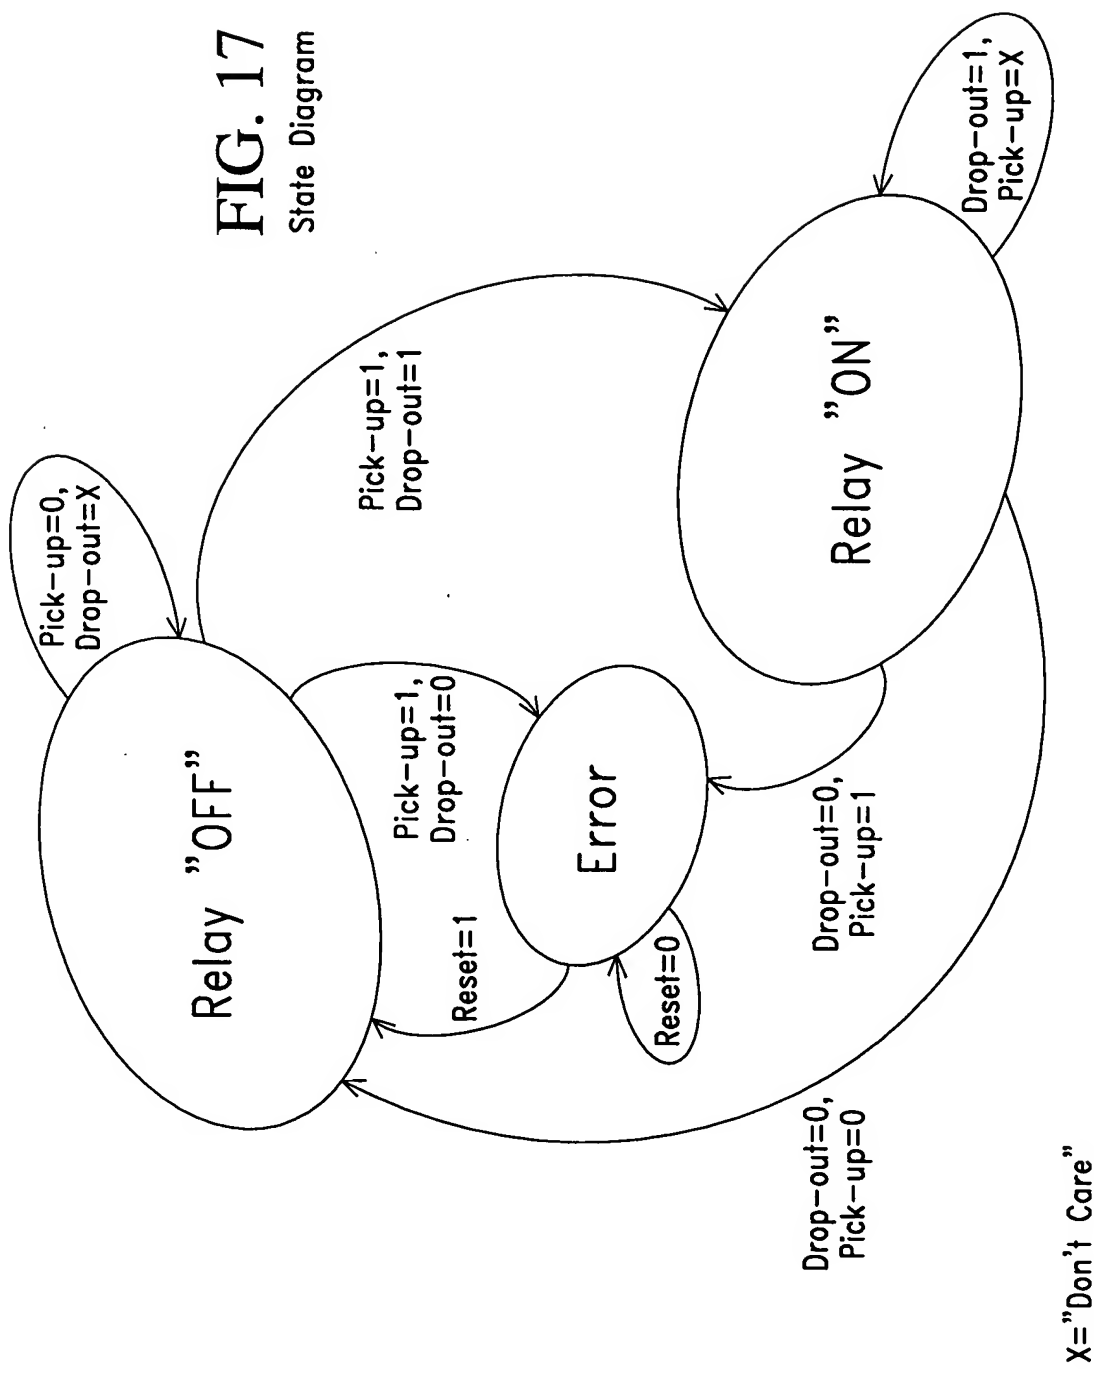 FIG. 17
State Diagram
Pick-up=0,
Drop-out=X
Relay "OFF"
Pick-up=1,
Drop-out=1
Pick-up=1,
Drop-out=0
Reset=1
Error
Reset=0
Relay "ON"
Drop-out=1,
Pick-up=X
Drop-out=0,
Pick-up=1
Drop-out=0,
Pick-up=0
X="Don't Care"